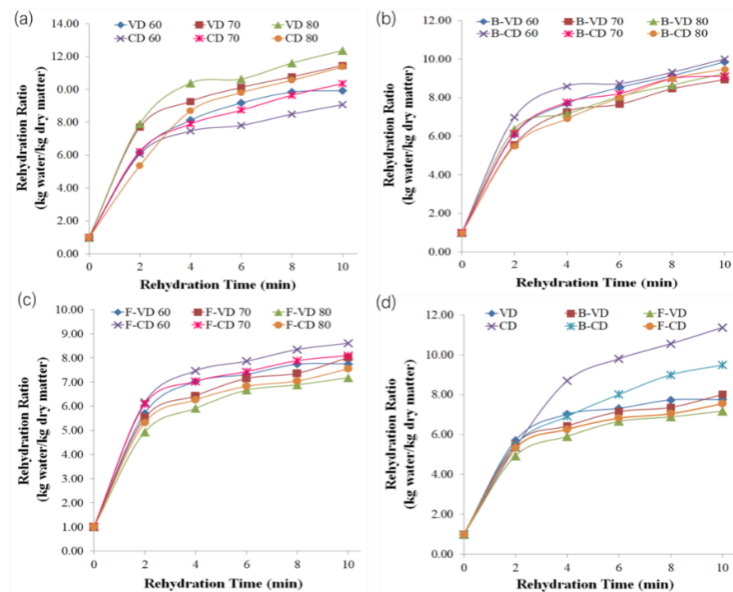 (a)
VD 60 VD 70 VD 80
CD 60 CD 70 CD 80
14.00
12.00
10.00
8.00
6.00
4.00
2.00
0.00
Rehydration Ratio
(kg water/kg dry matter)
0 2 4 6 8 10
Rehydration Time (min)
(b)
B-VD 60 B-VD 70 B-VD 80
B-CD 60 B-CD 70 B-CD 80
12.00
10.00
8.00
6.00
4.00
2.00
0.00
Rehydration Ratio
(kg water/kg dry matter)
0 2 4 6 8 10
Rehydration Time (min)
(c)
F-VD 60 F-VD 70 F-VD 80
F-CD 60 F-CD 70 F-CD 80
10.00
9.00
8.00
7.00
6.00
5.00
4.00
3.00
2.00
1.00
0.00
Rehydration Ratio
(kg water/kg dry matter)
0 2 4 6 8 10
Rehydration Time (min)
(d)
VD B-VD F-VD
CD B-CD F-CD
12.00
10.00
8.00
6.00
4.00
2.00
0.00
Rehydration Ratio
(kg water/kg dry matter)
0 2 4 6 8 10
Rehydration Time (min)